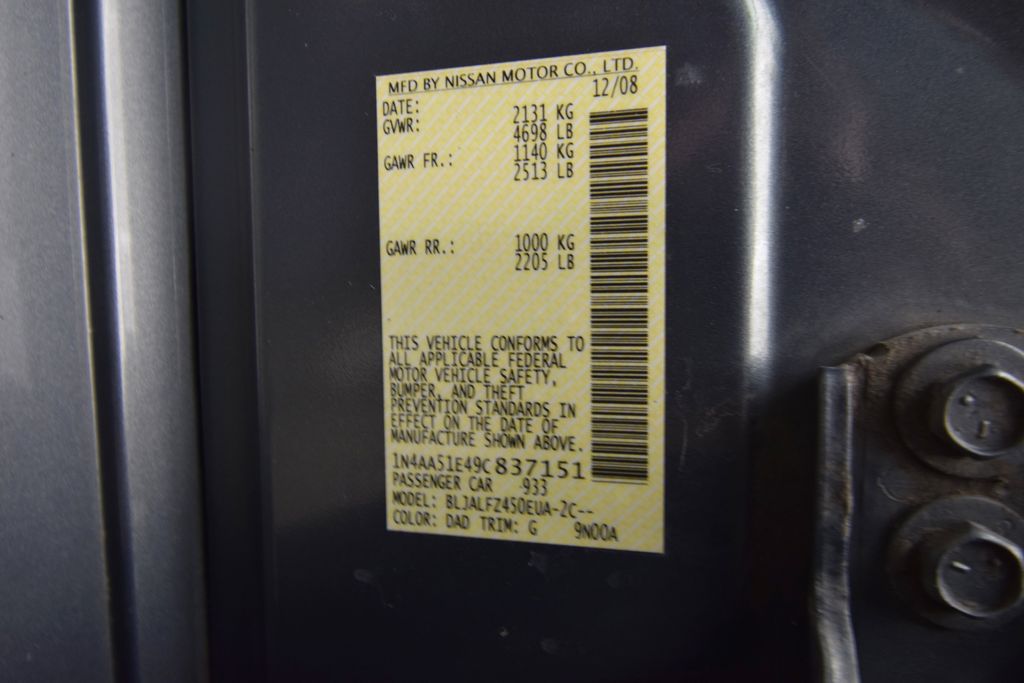 MFD BY NISSAN MOTOR CO., LTD.
DATE: 12/08
GVWR: 2131 KG
4698 LB
GAWR FR.: 1140 KG
2513 LB
GAWR RR.: 1000 KG
2205 LB
THIS VEHICLE CONFORMS TO
ALL APPLICABLE FEDERAL
MOTOR VEHICLE SAFETY,
BUMPER, AND THEFT
PREVENTION STANDARDS IN
EFFECT ON THE DATE OF
MANUFACTURE SHOWN ABOVE.
1N4AA51E49C837151
PASSENGER CAR -933
MODEL: BLJALFZ450EUA-2C--
COLOR: DAD TRIM: G 9N00A